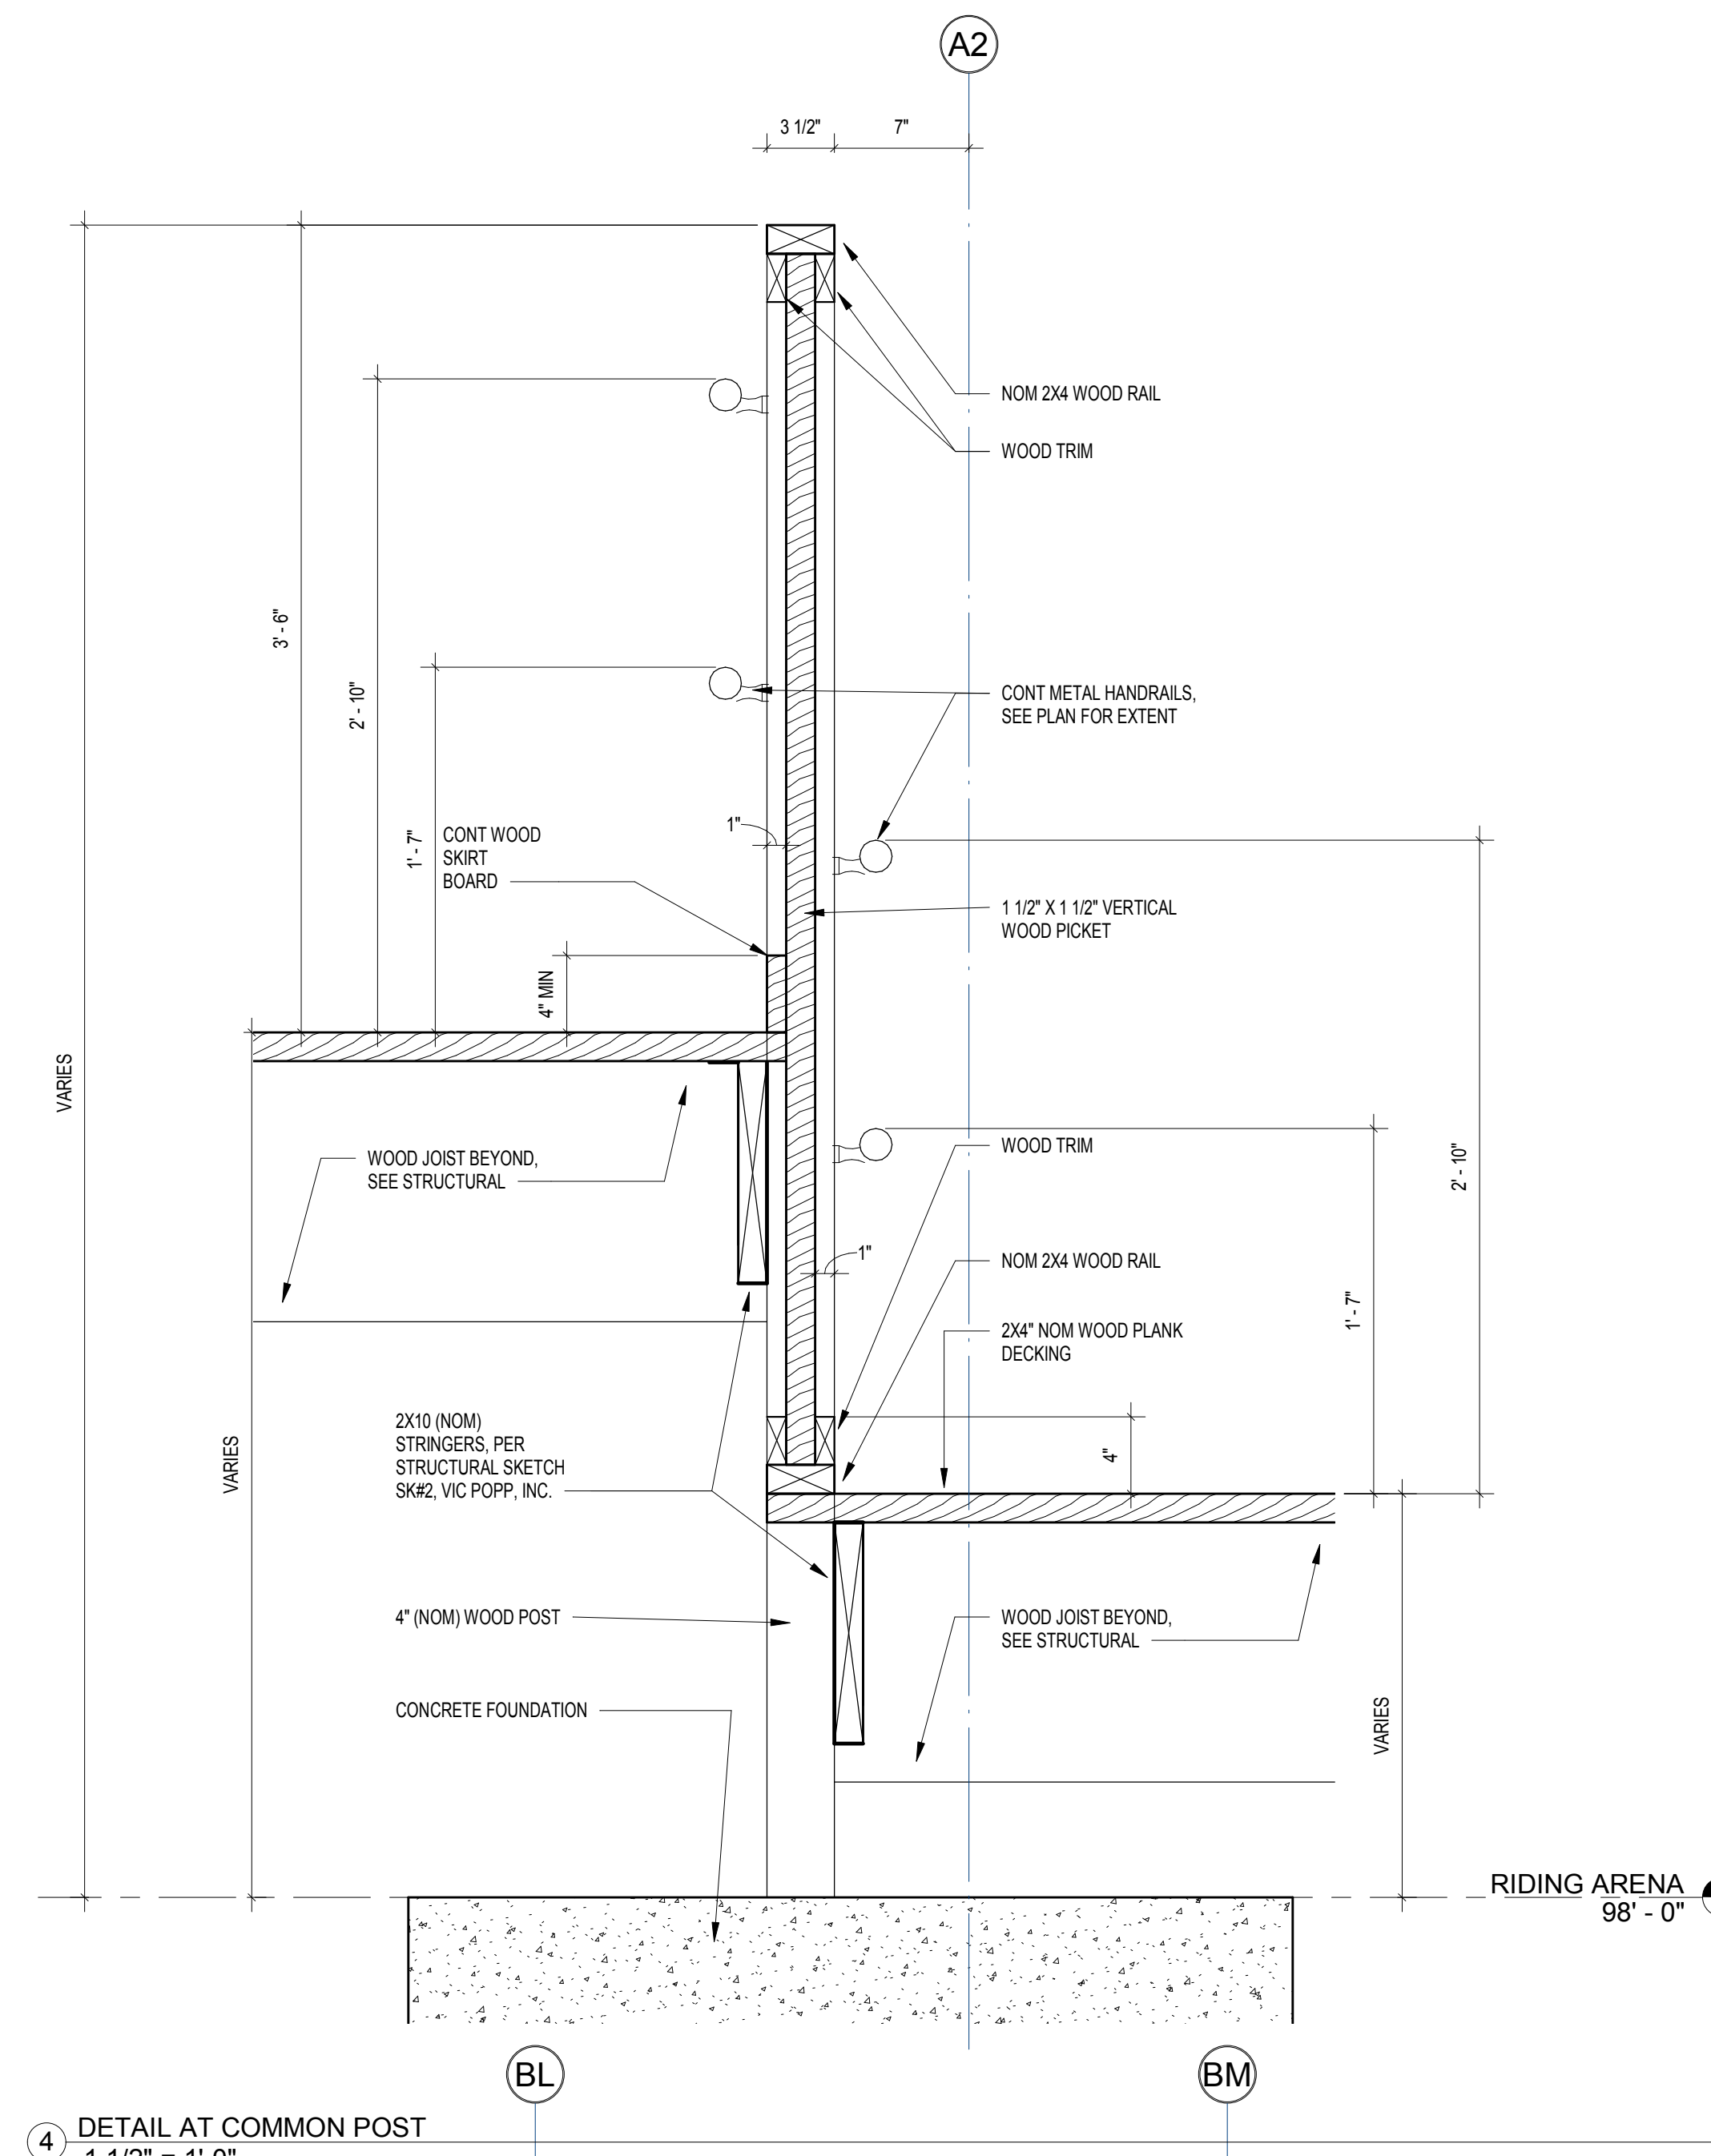 A2
3 1/2"
7"
NOM 2X4 WOOD RAIL
WOOD TRIM
3' - 6"
2' - 10"
1' - 7"
CONT METAL HANDRAILS,
SEE PLAN FOR EXTENT
CONT WOOD
SKIRT
BOARD
1"
1 1/2" X 1 1/2" VERTICAL
WOOD PICKET
4" MIN
VARIES
WOOD JOIST BEYOND,
SEE STRUCTURAL
WOOD TRIM
2' - 10"
1"
NOM 2X4 WOOD RAIL
1' - 7"
2X4" NOM WOOD PLANK
DECKING
2X10 (NOM)
STRINGERS, PER
STRUCTURAL SKETCH
SK#2, VIC POPP, INC.
VARIES
4"
4" (NOM) WOOD POST
WOOD JOIST BEYOND,
SEE STRUCTURAL
CONCRETE FOUNDATION
VARIES
RIDING ARENA
98' - 0"
BL
BM
4
DETAIL AT COMMON POST
1 1/2" = 1'-0"